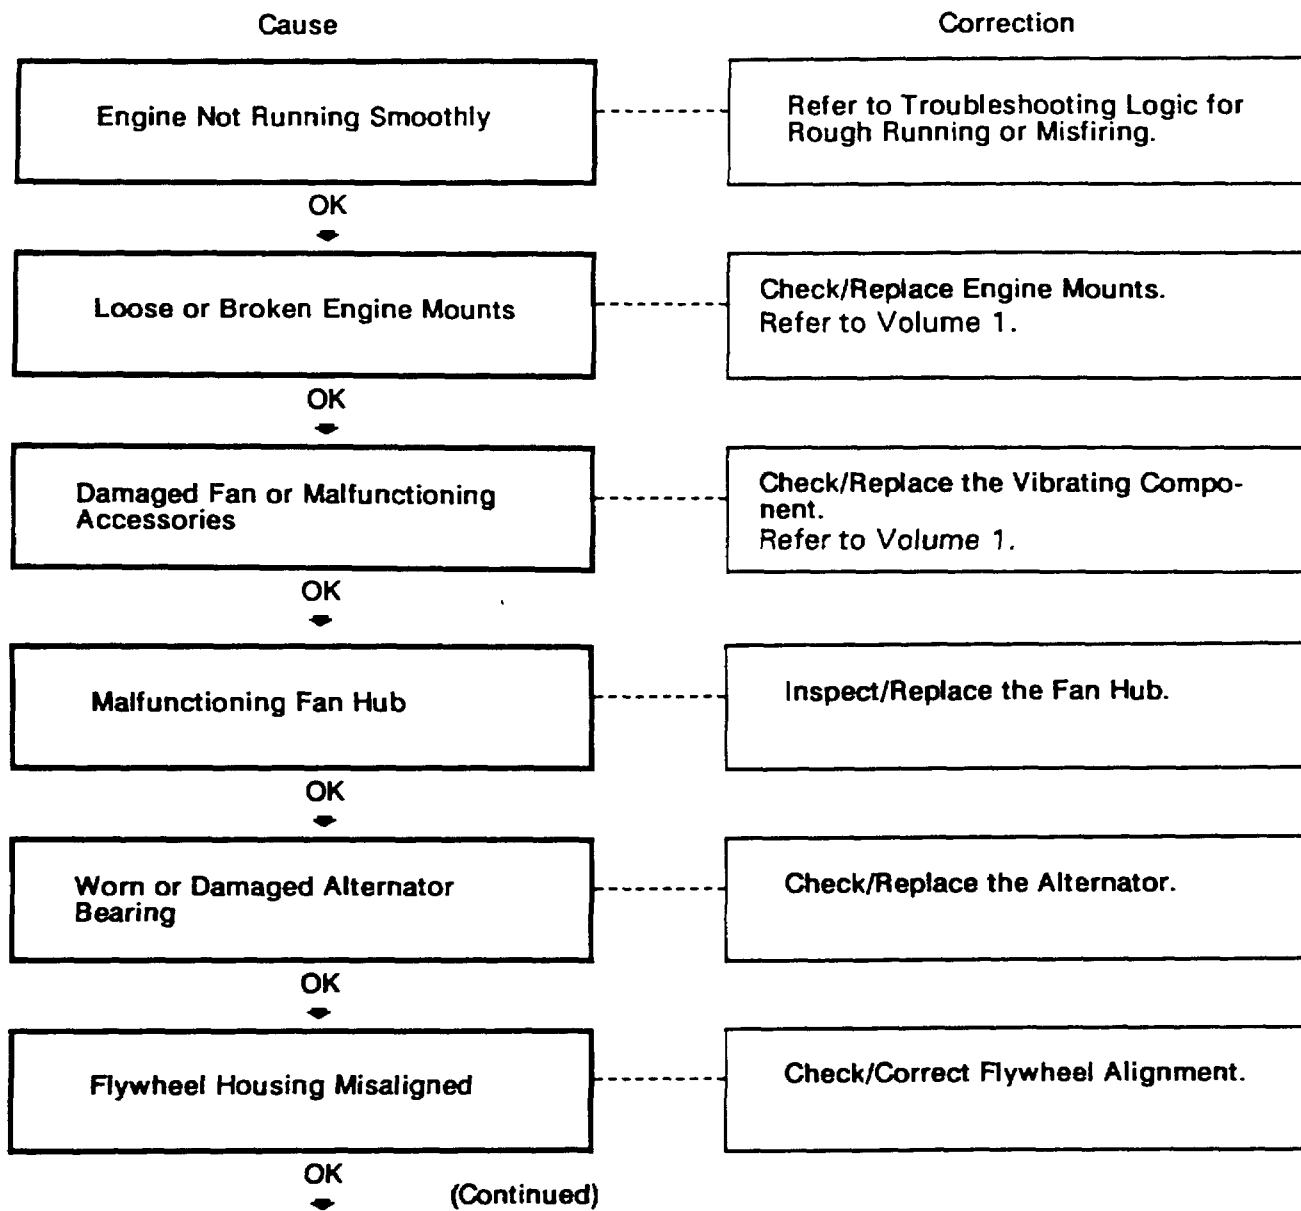 Cause
Correction
Engine Not Running Smoothly
Refer to Troubleshooting Logic for
Rough Running or Misfiring.
OK
Loose or Broken Engine Mounts
Check/Replace Engine Mounts.
Refer to Volume 1.
OK
Damaged Fan or Malfunctioning
Accessories
Check/Replace the Vibrating Compo-
nent.
Refer to Volume 1.
OK
Malfunctioning Fan Hub
Inspect/Replace the Fan Hub.
OK
Worn or Damaged Alternator
Bearing
Check/Replace the Alternator.
OK
Flywheel Housing Misaligned
Check/Correct Flywheel Alignment.
OK
(Continued)